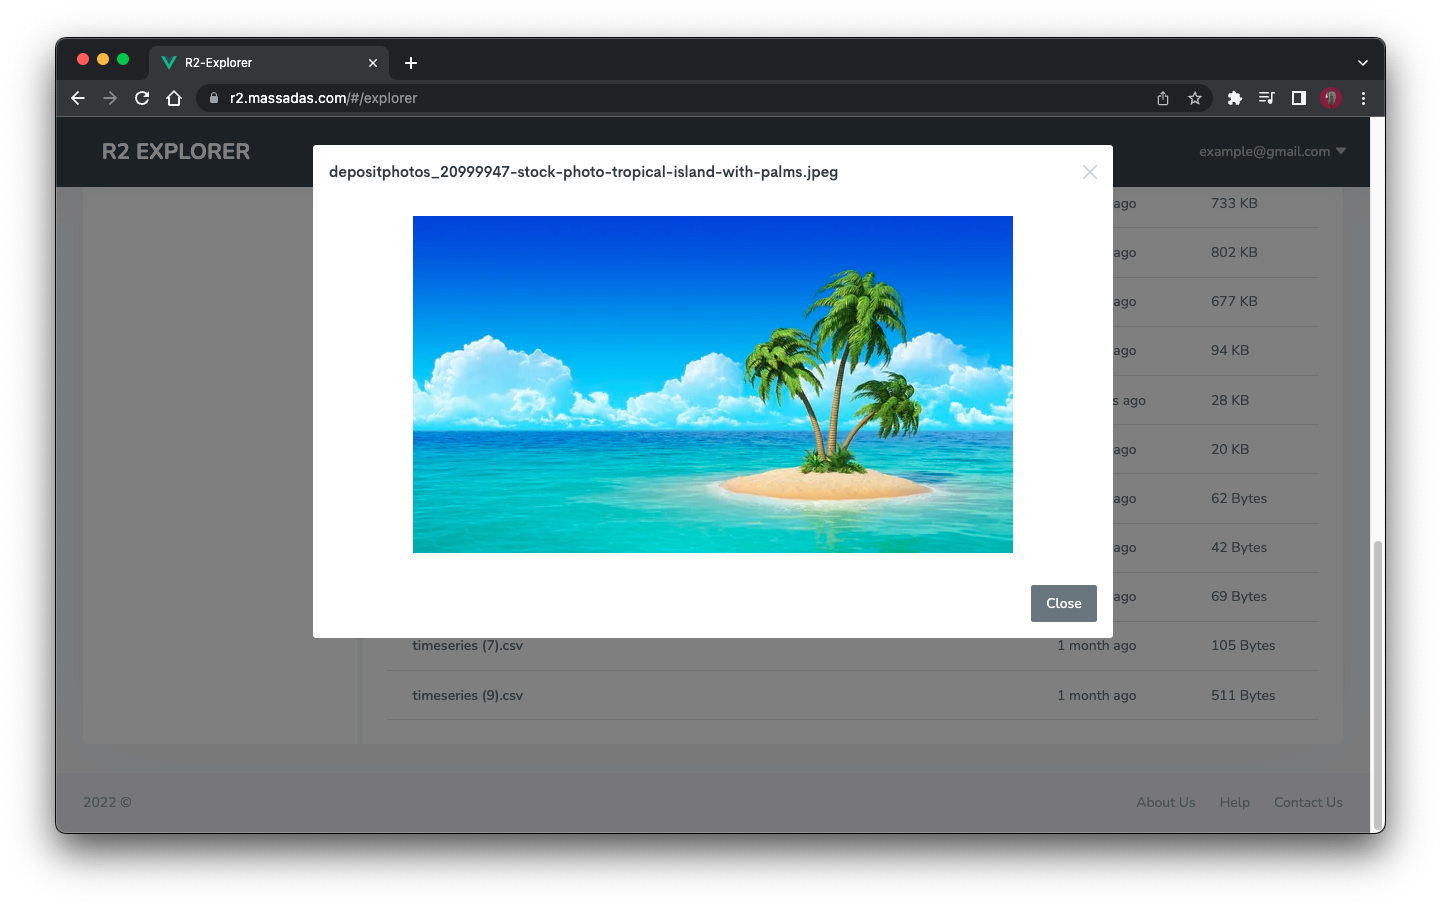 R2-Explorer
r2.massadas.com/#/explorer
R2 EXPLORER
example@gmail.com
depositphotos_20999947-stock-photo-tropical-island-with-palms.jpeg
ago 733 KB
ago 802 KB
ago 677 KB
ago 94 KB
s ago 28 KB
ago 20 KB
ago 62 Bytes
ago 42 Bytes
ago 69 Bytes
Close
timeseries (7).csv 1 month ago 105 Bytes
timeseries (9).csv 1 month ago 511 Bytes
2022 © About Us Help Contact Us